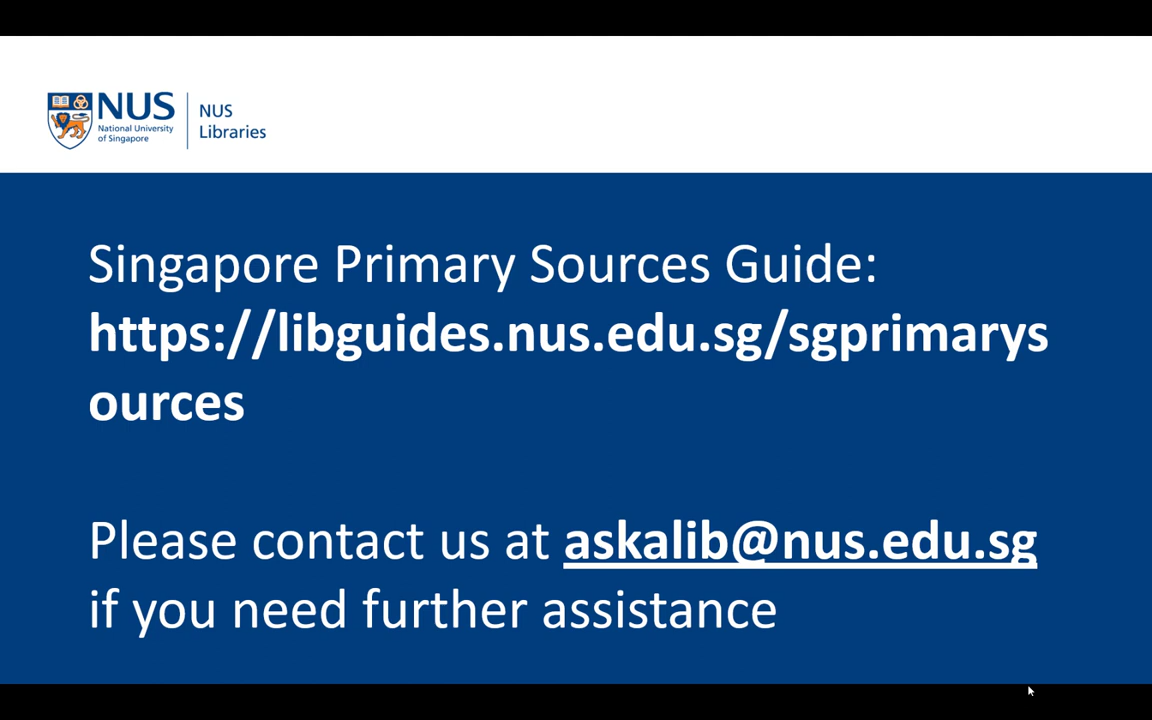 NUS
National University
of Singapore
NUS
Libraries
Singapore Primary Sources Guide:
https://libguides.nus.edu.sg/sgprimarys
ources
Please contact us at askalib@nus.edu.sg
if you need further assistance